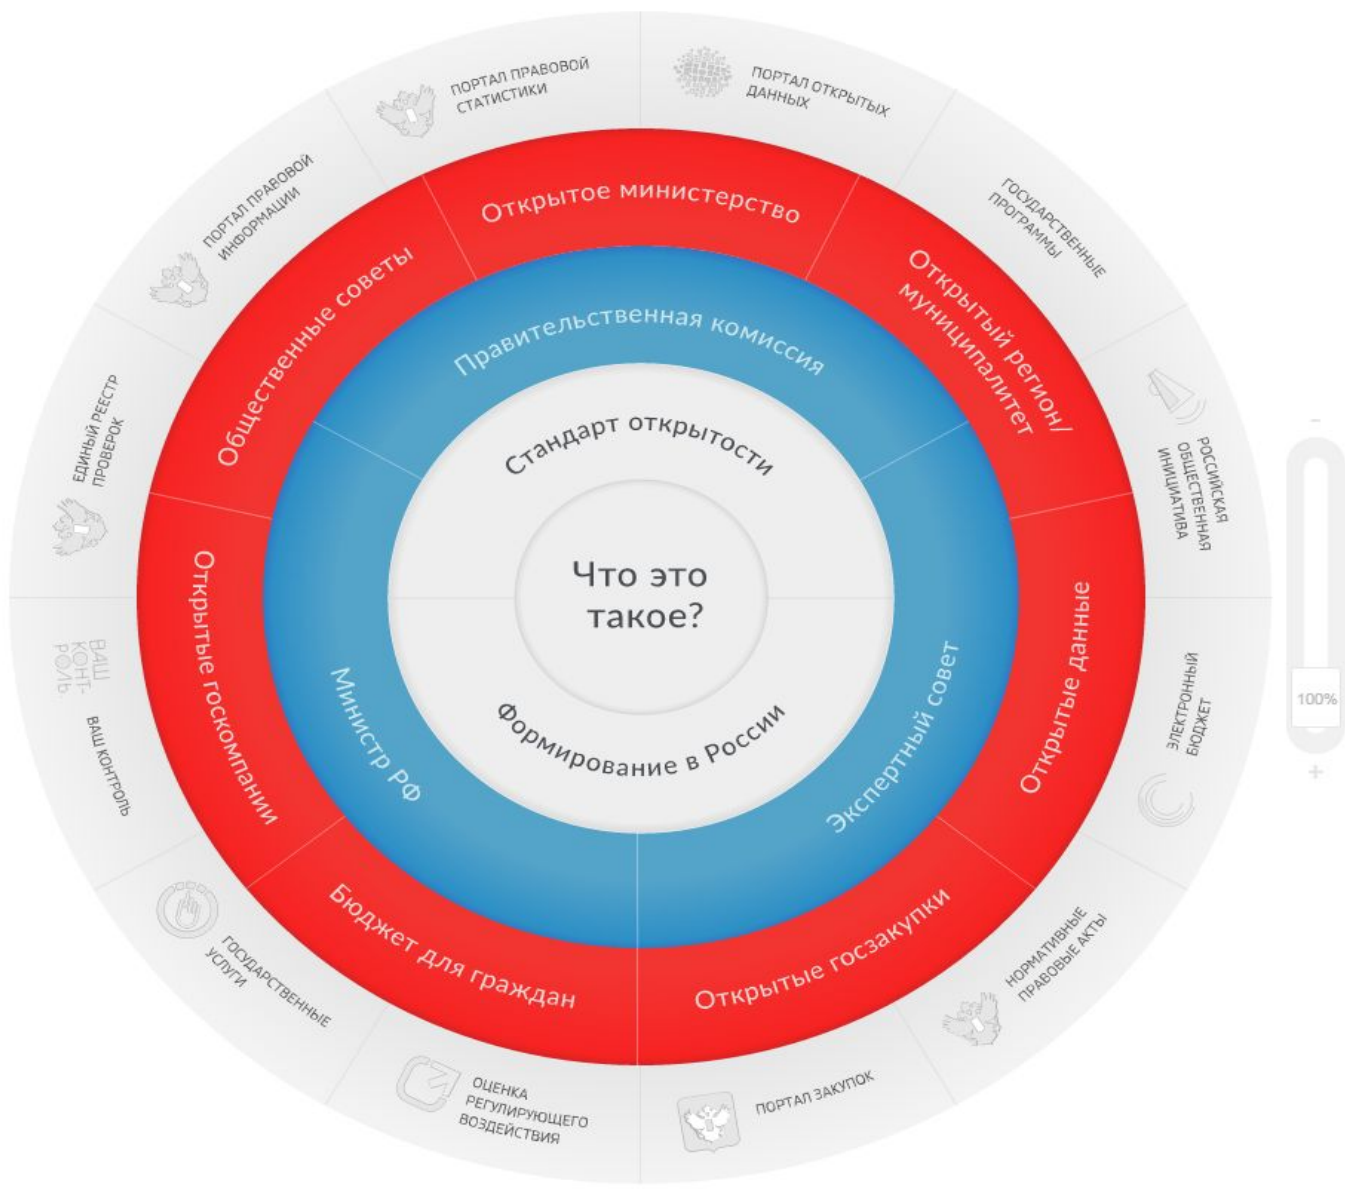 ПОРТАЛ ПРАВОВОЙ
СТАТИСТИКИ
ПОРТАЛ ОТКРЫТЫХ
ДАННЫХ
ГОСУДАРСТВЕННЫЕ
ПРОГРАММЫ
РОССИЙСКАЯ
ОБЩЕСТВЕННАЯ
ИНИЦИАТИВА
ЭЛЕКТРОННЫЙ
БЮДЖЕТ
НОРМАТИВНЫЕ
ПРАВОВЫЕ АКТЫ
ПОРТАЛ ЗАКУПОК
ОЦЕНКА
РЕГУЛИРУЮЩЕГО
ВОЗДЕЙСТВИЯ
ГОСУДАРСТВЕННЫЕ
УСЛУГИ
ВАШ
КОНТ-
РОЛЬ
ВАШ КОНТРОЛЬ
ЕДИНЫЙ РЕЕСТР
ПРОВЕРОК
ПОРТАЛ ПРАВОВОЙ
ИНФОРМАЦИИ
Открытое министерство
Открытый регион/
муниципалитет
Открытые данные
Открытые госзакупки
Бюджет для граждан
Открытые госкомпании
Общественные советы
Правительственная комиссия
Экспертный совет
Министр РФ
Стандарт открытости
Формирование в России
Что это
такое?
-
100%
+